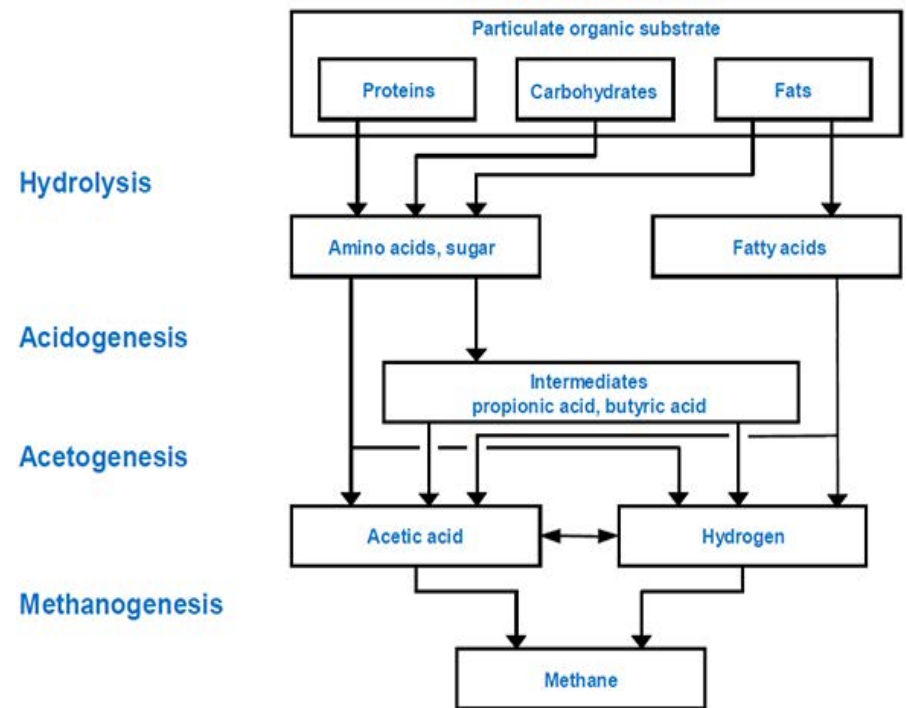 Particulate organic substrate
Proteins
Carbohydrates
Fats
Hydrolysis
Amino acids, sugar
Fatty acids
Acidogenesis
Intermediates
propionic acid, butyric acid
Acetogenesis
Acetic acid
Hydrogen
Methanogenesis
Methane